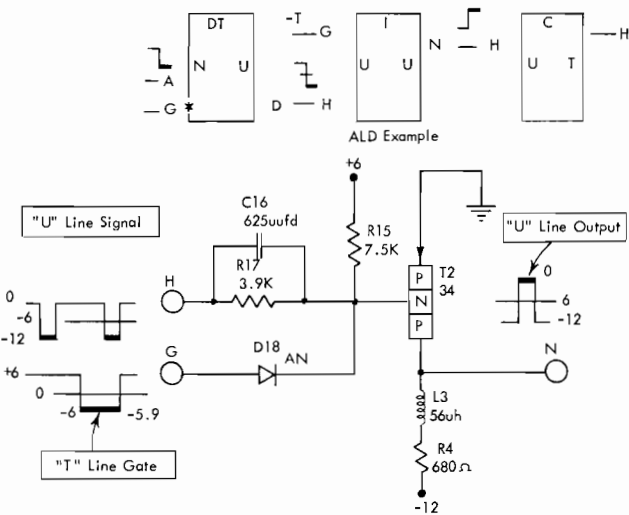 DT
-T
G
I
N
H
C
H
N U
A
G *
D H
U U
U T
ALD Example
+6
"U" Line Signal
C16
625uufd
R15
7.5K
"U" Line Output
R17
3.9K
H
P
N
P
T2
34
0
6
-12
0
-6
-12
G
D18
AN
N
+6
0
-6
-5.9
L3
56uh
"T" Line Gate
R4
680Ω
-12